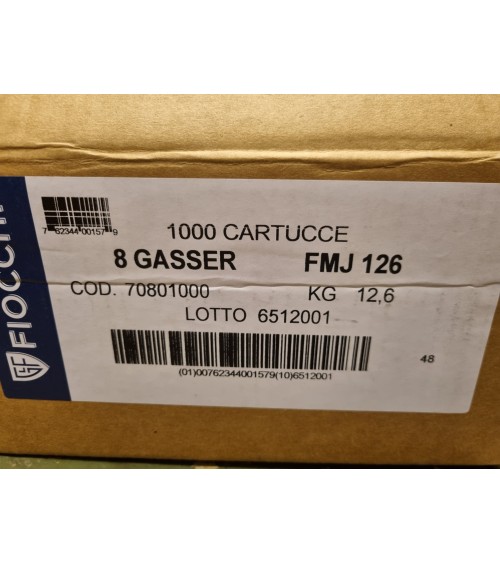 FIOCCHI
7 62344 00157 9
1000 CARTUCCE
8 GASSER FMJ 126
COD. 70801000 KG 12,6
LOTTO 6512001
48
(01)00762344001579(10)6512001